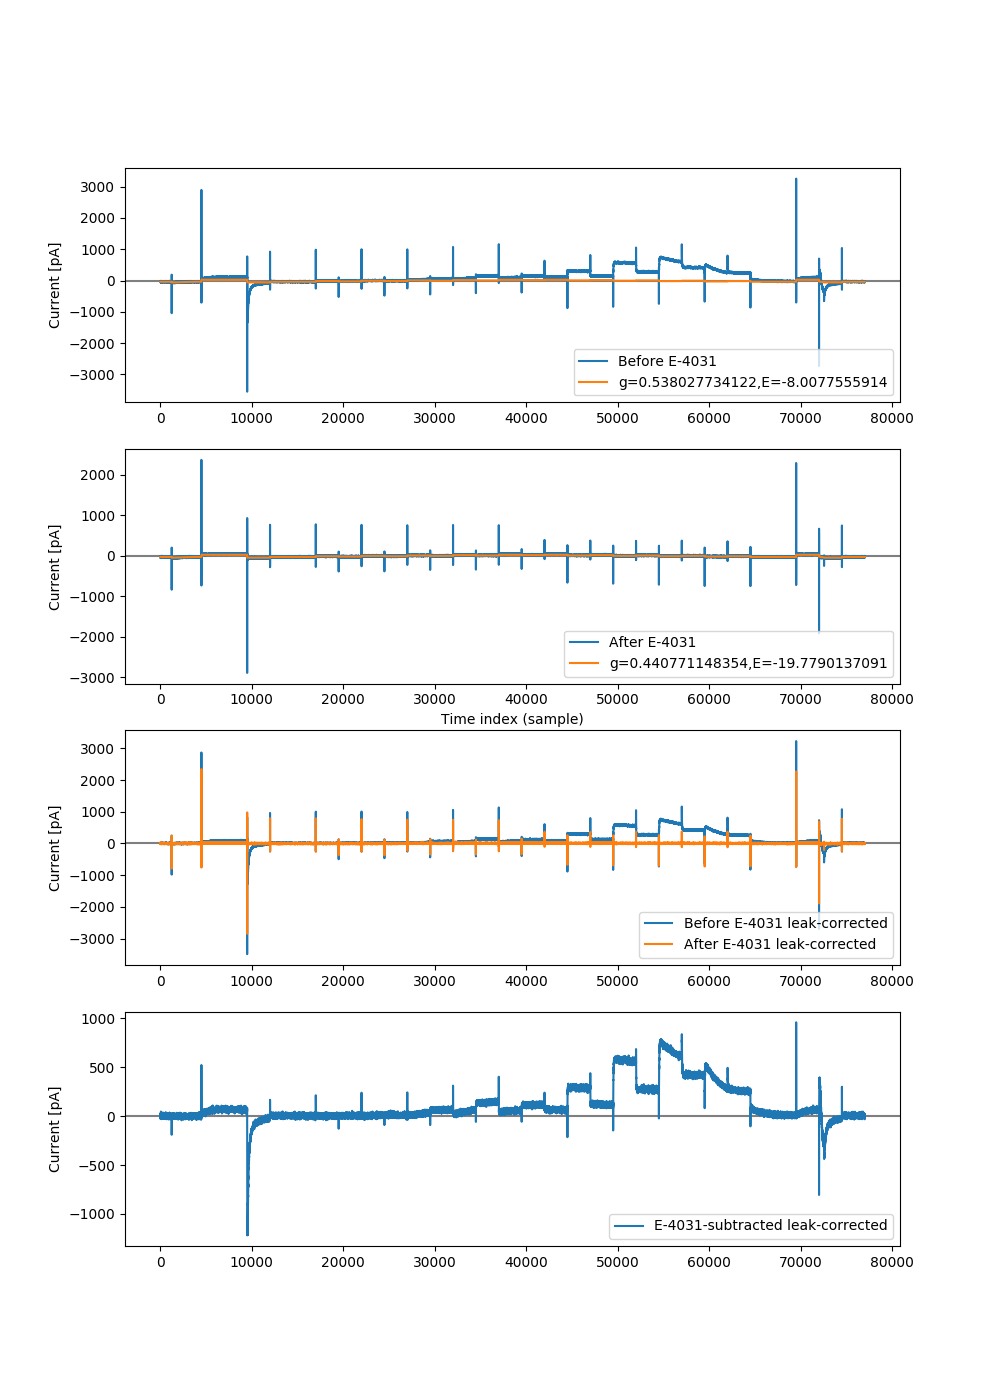 3000
2000
1000
0
−1000
−2000
−3000
Current [pA]
Before E-4031
g=0.538027734122,E=-8.0077555914
0 10000 20000 30000 40000 50000 60000 70000 80000
2000
1000
0
−1000
−2000
−3000
Current [pA]
After E-4031
g=0.440771148354,E=-19.7790137091
0 10000 20000 30000 40000 50000 60000 70000 80000
Time index (sample)
3000
2000
1000
0
−1000
−2000
−3000
Current [pA]
Before E-4031 leak-corrected
After E-4031 leak-corrected
0 10000 20000 30000 40000 50000 60000 70000 80000
1000
500
0
−500
−1000
Current [pA]
E-4031-subtracted leak-corrected
0 10000 20000 30000 40000 50000 60000 70000 80000